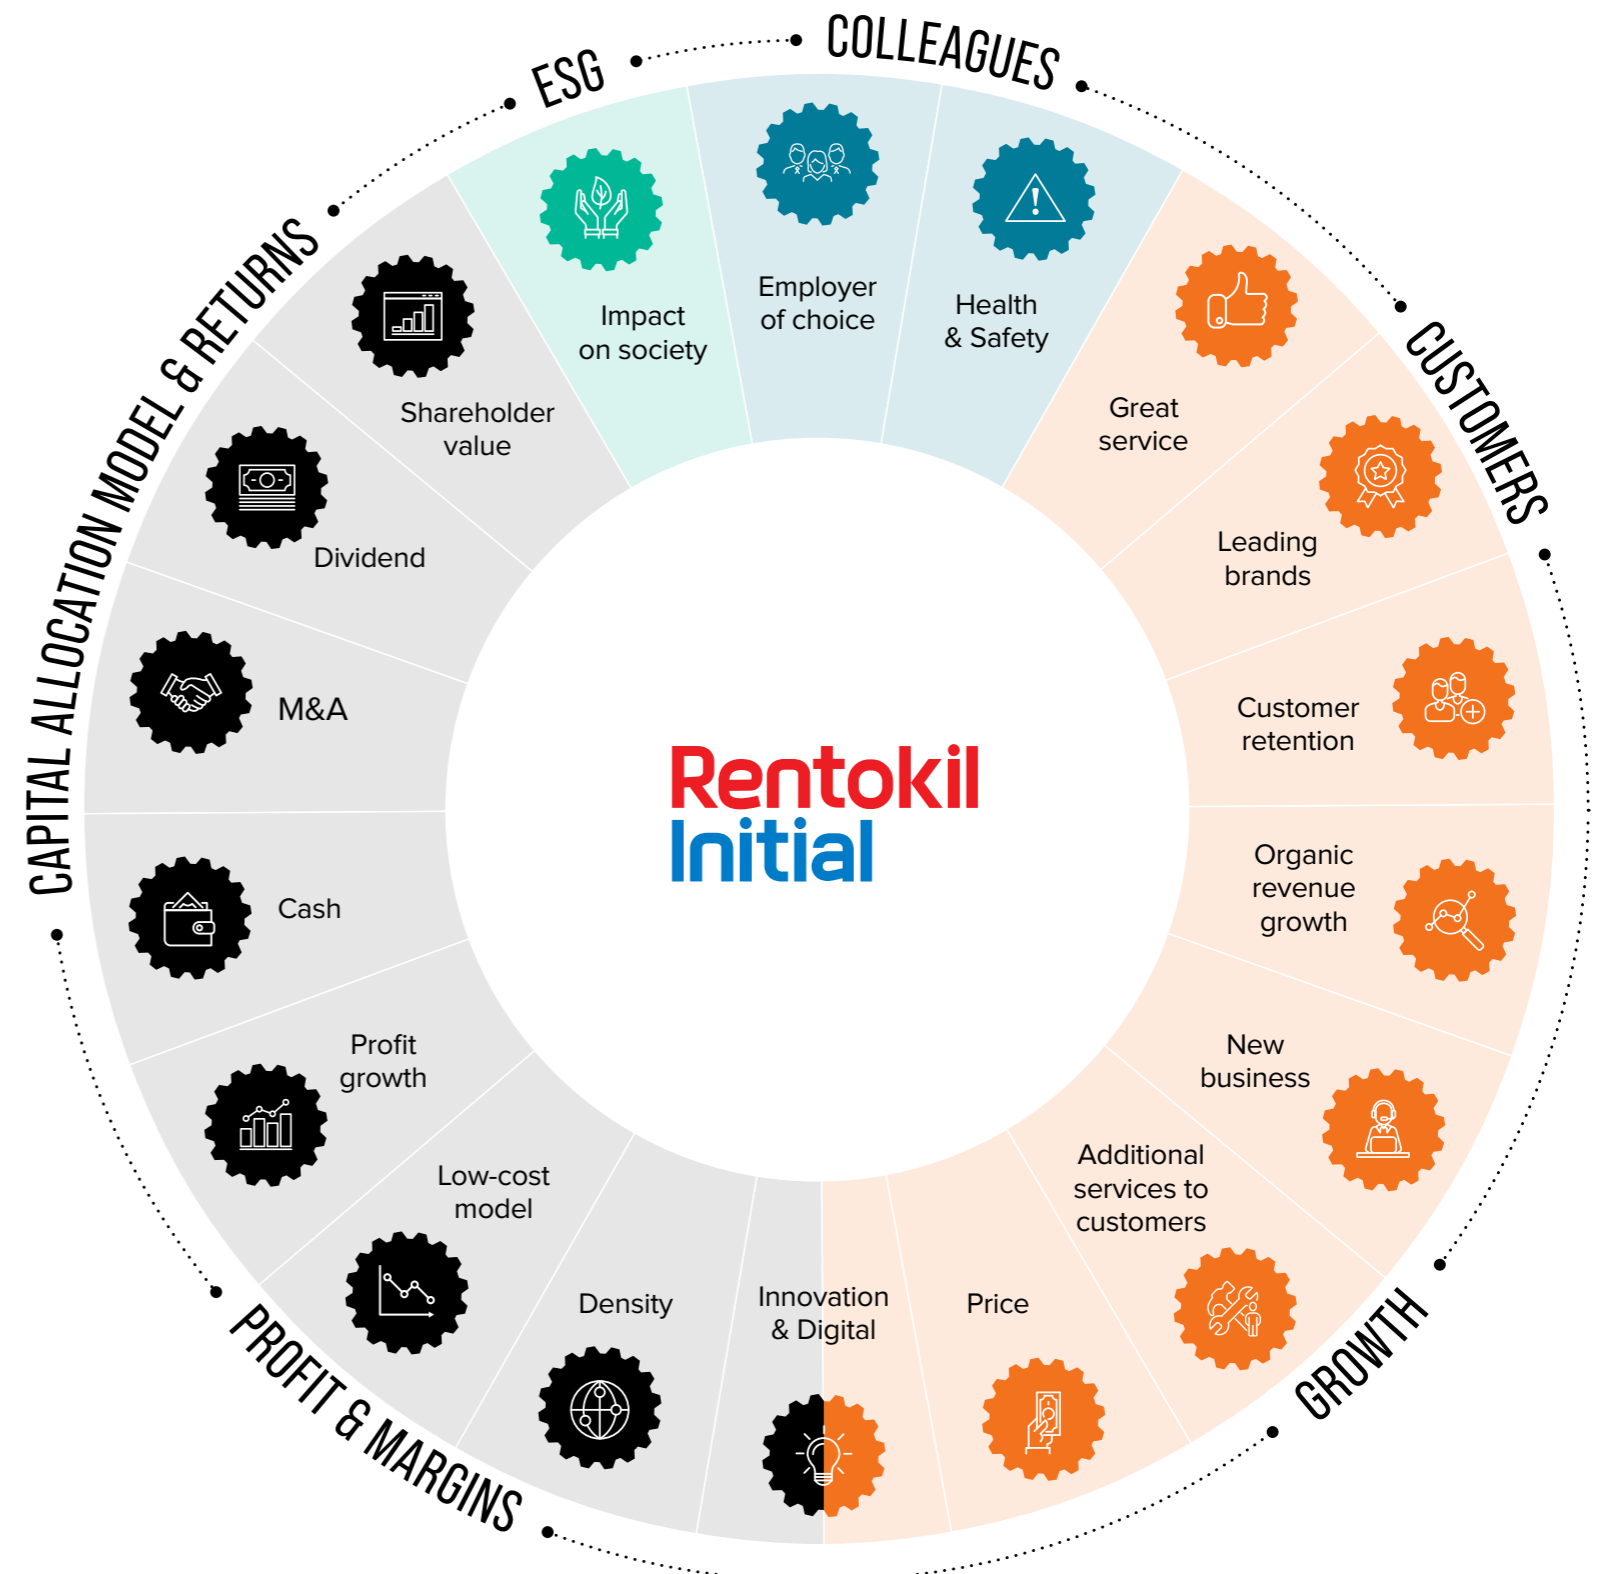 COLLEAGUES
Employer
of choice
Health
& Safety
CUSTOMERS
Great
service
Leading
brands
Customer
retention
GROWTH
Organic
revenue
growth
New
business
Additional
services to
customers
Price
Innovation
& Digital
PROFIT & MARGINS
Density
Low-cost
model
Profit
growth
CAPITAL ALLOCATION MODEL & RETURNS
Cash
M&A
Dividend
Shareholder
value
ESG
Impact
on society
Rentokil
Initial